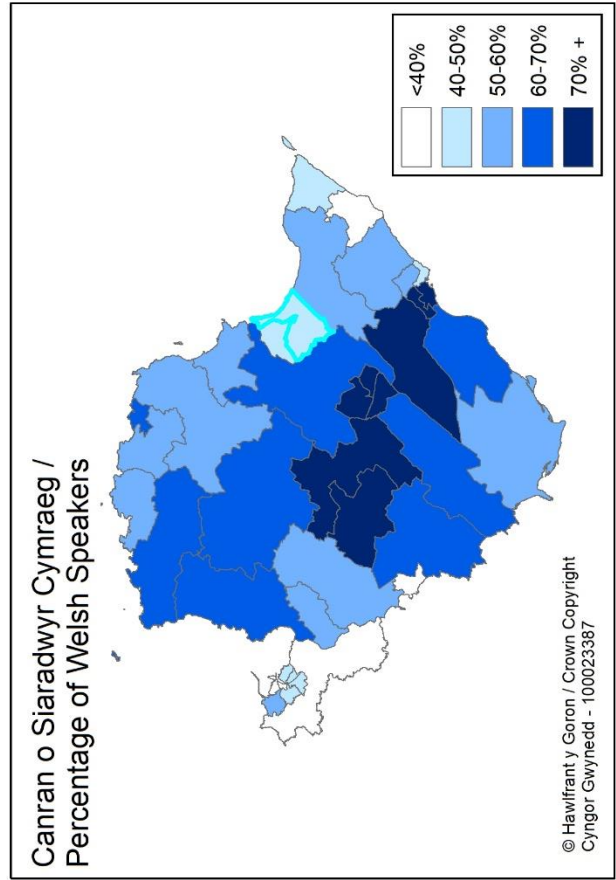 Canran o Siaradwyr Cymraeg /
Percentage of Welsh Speakers
<40%
40-50%
50-60%
60-70%
70% +
© Hawlfrant y Goron / Crown Copyright
Cyngor Gwynedd - 100023387